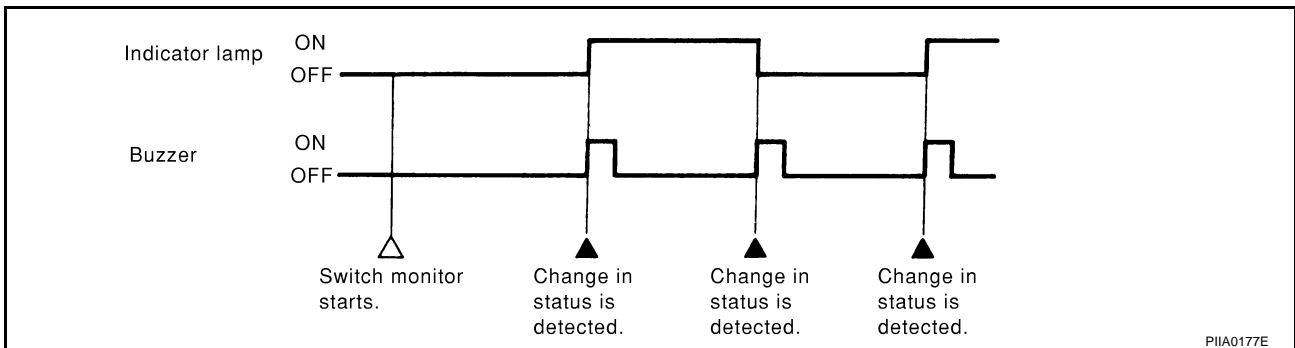 Indicator lamp
ON
OFF
Buzzer
ON
OFF
Switch monitor
starts.
Change in
status is
detected.
Change in
status is
detected.
Change in
status is
detected.
PIIA0177E